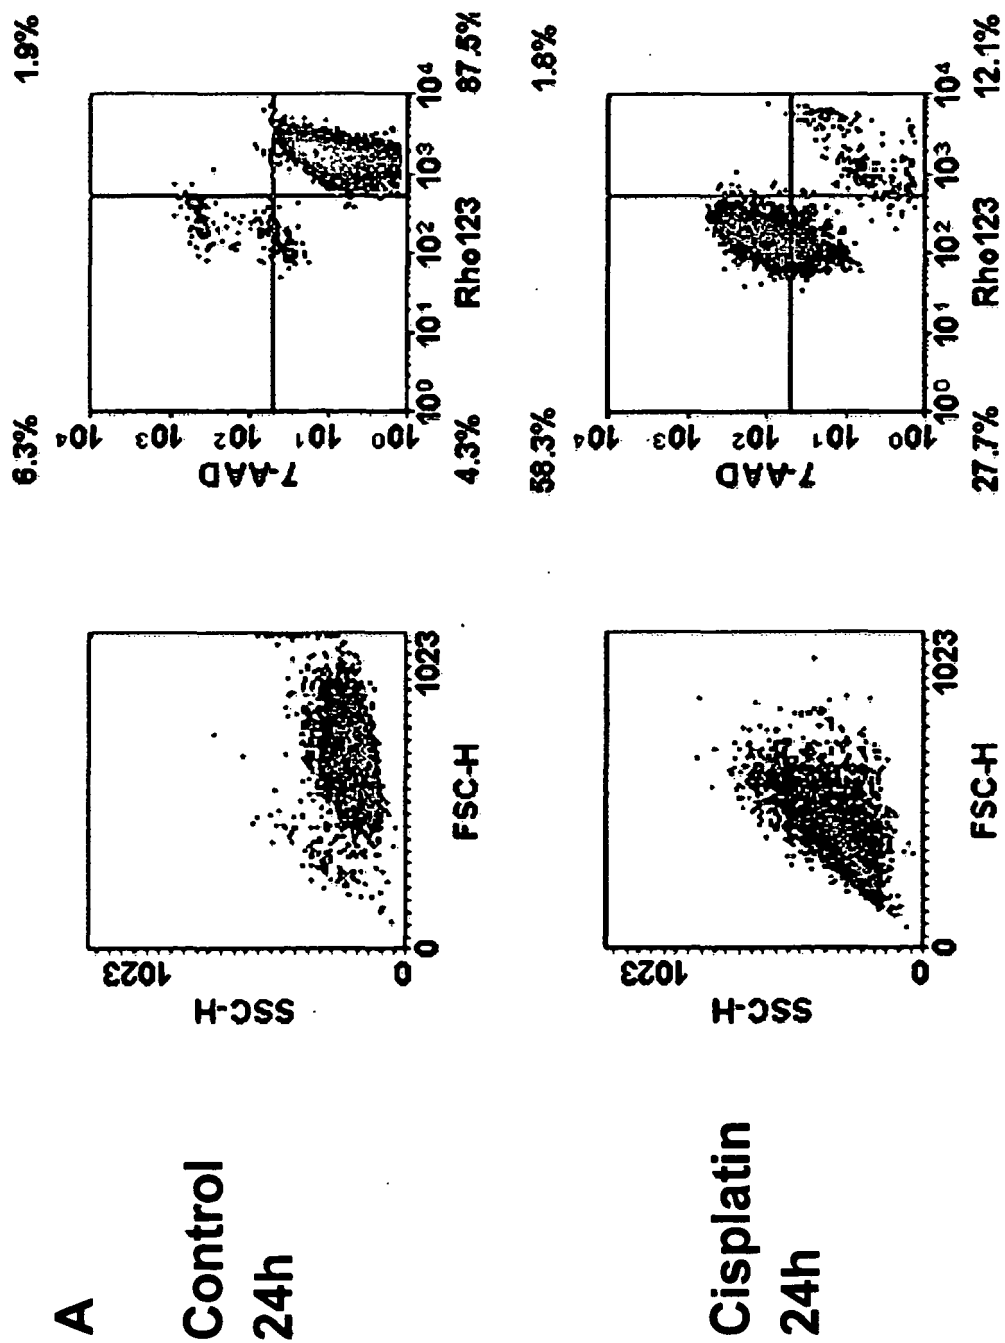 A
Control
24h
SSC-H
1023
0
0
1023
FSC-H
6.3%
1.9%
7-AAD
10⁴
10³
10²
10¹
10⁰
10⁰
10¹
10²
10³
10⁴
4.3%
Rho123
87.5%
Cisplatin
24h
SSC-H
1023
0
0
1023
FSC-H
58.3%
1.8%
7-AAD
10⁴
10³
10²
10¹
10⁰
10⁰
10¹
10²
10³
10⁴
27.7%
Rho123
12.1%